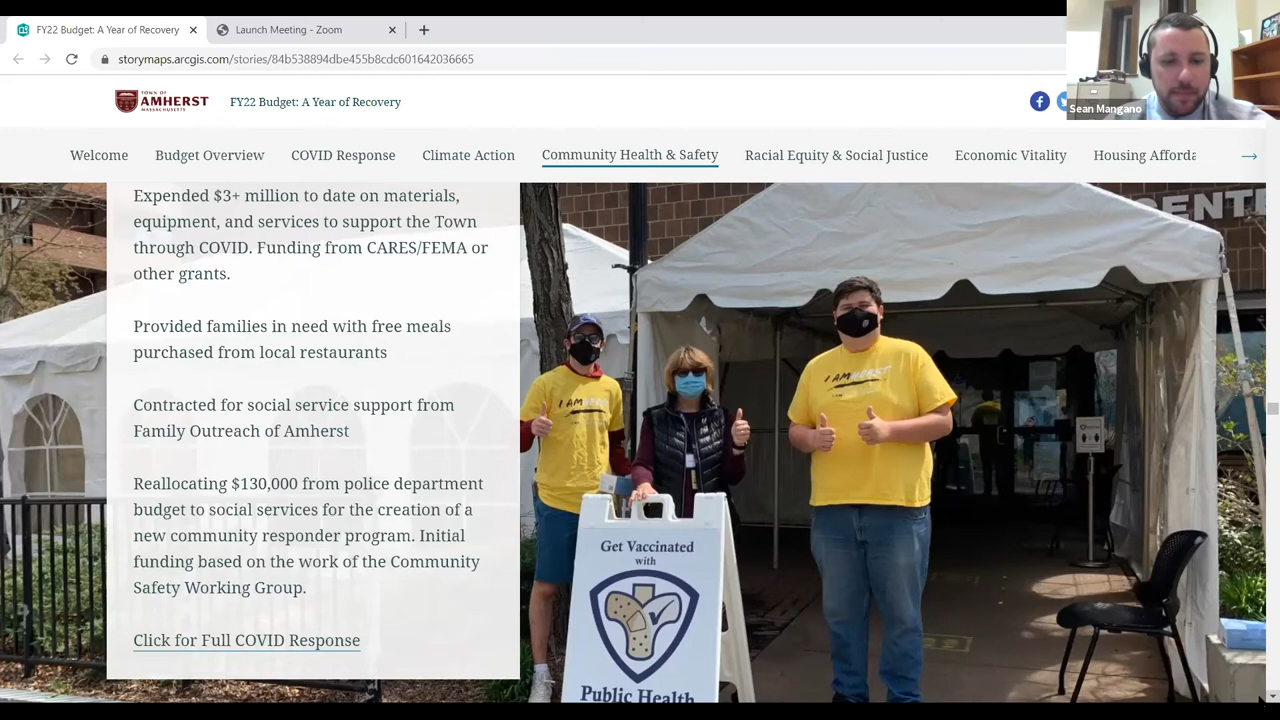 FY22 Budget: A Year of Recovery
Launch Meeting - Zoom
storymaps.arcgis.com/stories/84b538894dbe455b8cdc601642036665
TOWN OF
AMHERST
MASSACHUSETTS
FY22 Budget: A Year of Recovery
Sean Mangano
Welcome
Budget Overview
COVID Response
Climate Action
Community Health & Safety
Racial Equity & Social Justice
Economic Vitality
Housing Afforda
Expended $3+ million to date on materials,
equipment, and services to support the Town
through COVID. Funding from CARES/FEMA or
other grants.
Provided families in need with free meals
purchased from local restaurants
Contracted for social service support from
Family Outreach of Amherst
Reallocating $130,000 from police department
budget to social services for the creation of a
new community responder program. Initial
funding based on the work of the Community
Safety Working Group.
Click for Full COVID Response
CENTE
I AMHERST
I AMHERST
Get Vaccinated
with
Public Health